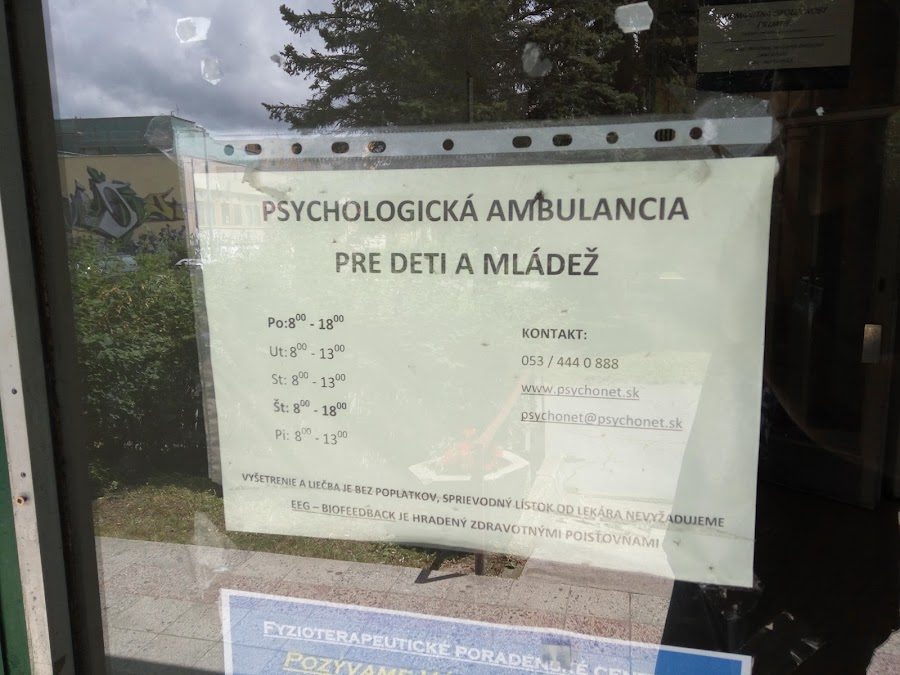 PSYCHOLOGICKÁ AMBULANCIA
PRE DETI A MLÁDEŽ
Po:8⁰⁰ - 18⁰⁰
Ut: 8⁰⁰ - 13⁰⁰
St: 8⁰⁰ - 13⁰⁰
Št: 8⁰⁰ - 18⁰⁰
Pi: 8⁰⁰ - 13⁰⁰
KONTAKT:
053 / 444 0 888
www.psychonet.sk
psychonet@psychonet.sk
VYŠETRENIE A LIEČBA JE BEZ POPLATKOV, SPRIEVODNÝ LÍSTOK OD LEKÁRA NEVYŽADUJEME
EEG – BIOFEEDBACK JE HRADENÝ ZDRAVOTNÝMI POISŤOVŇAMI
FYZIOTERAPEUTICKÉ PORADENSKÉ
POZÝVAME